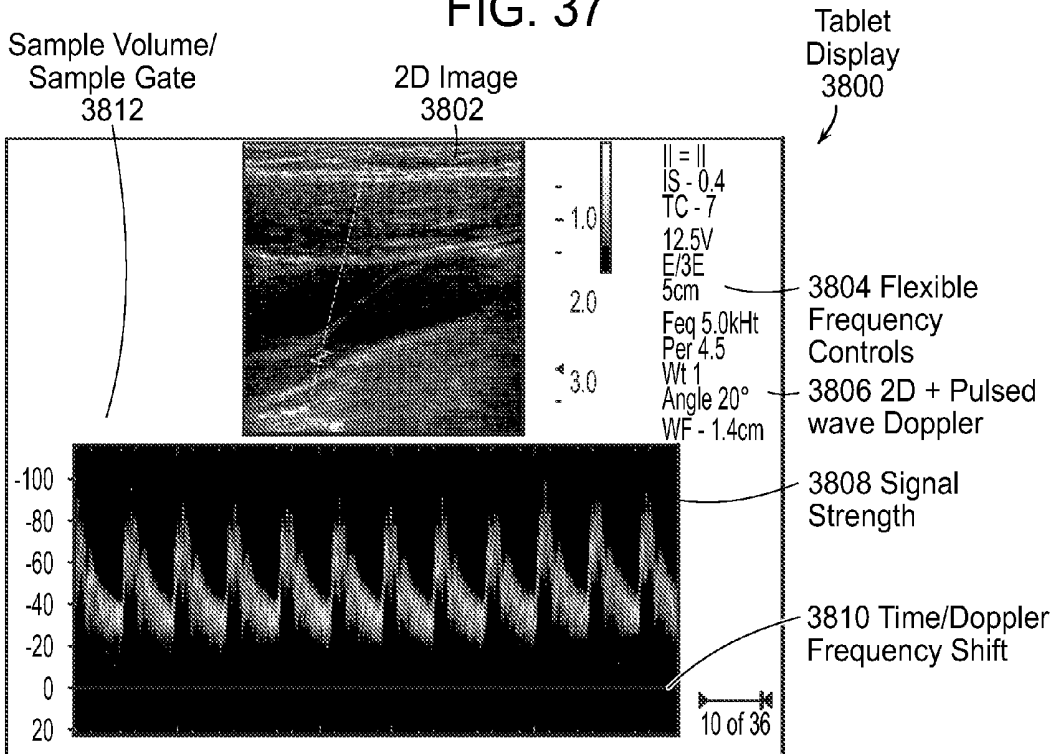 FIG. 37
Sample Volume/
Sample Gate
3812
2D Image
3802
Tablet
Display
3800
1.0
2.0
3.0
II = II
IS - 0.4
TC - 7
12.5V
E/3E
5cm
Feq 5.0kHt
Per 4.5
Wt 1
Angle 20°
WF - 1.4cm
3804 Flexible
Frequency
Controls
3806 2D + Pulsed
wave Doppler
3808 Signal
Strength
3810 Time/Doppler
Frequency Shift
-100
-80
-60
-40
-20
0
20
10 of 36